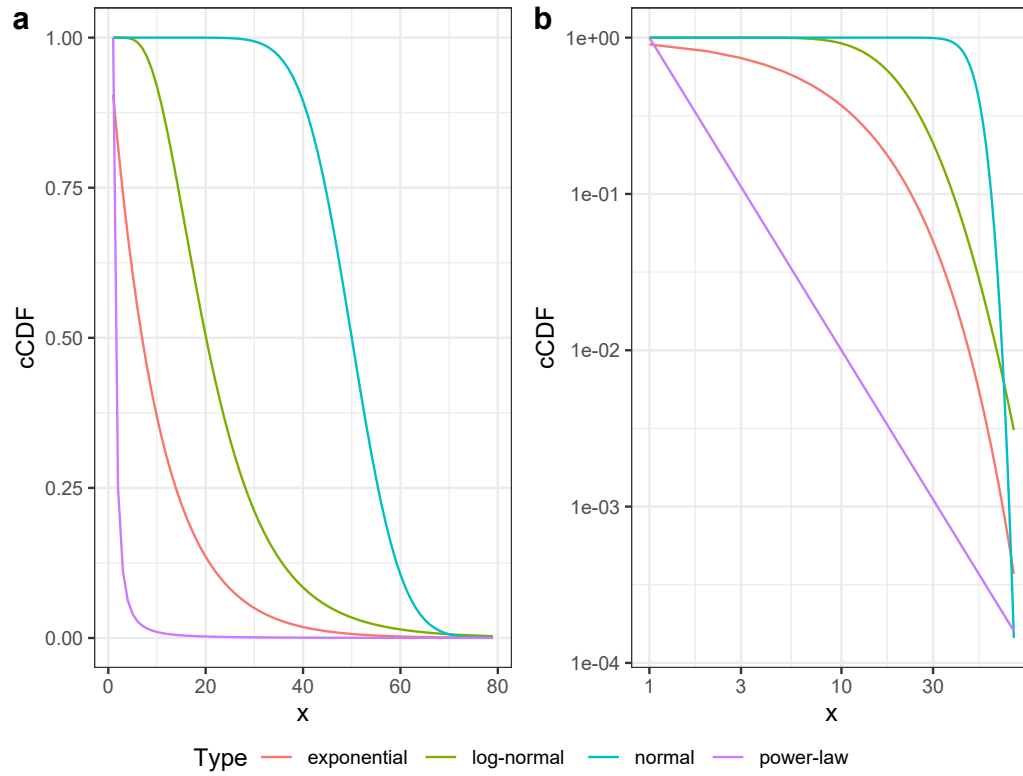 a
b
cCDF
1.00
0.75
0.50
0.25
0.00
0
20
40
60
80
x
cCDF
1e+00
1e-01
1e-02
1e-03
1e-04
1
3
10
30
x
Type exponential log-normal normal power-law